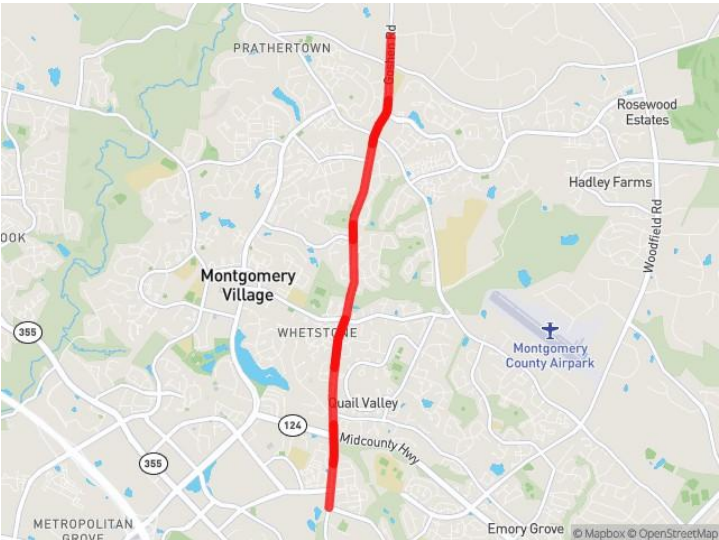 PRATHERTOWN
Goshen Rd
Rosewood
Estates
Hadley Farms
Woodfield Rd
OOK
Montgomery
Village
WHETSTONE
355
Montgomery
County Airpark
Quail Valley
124
Midcounty Hwy
355
METROPOLITAN
GROVE
Emory Grove
© Mapbox © OpenStreetMap